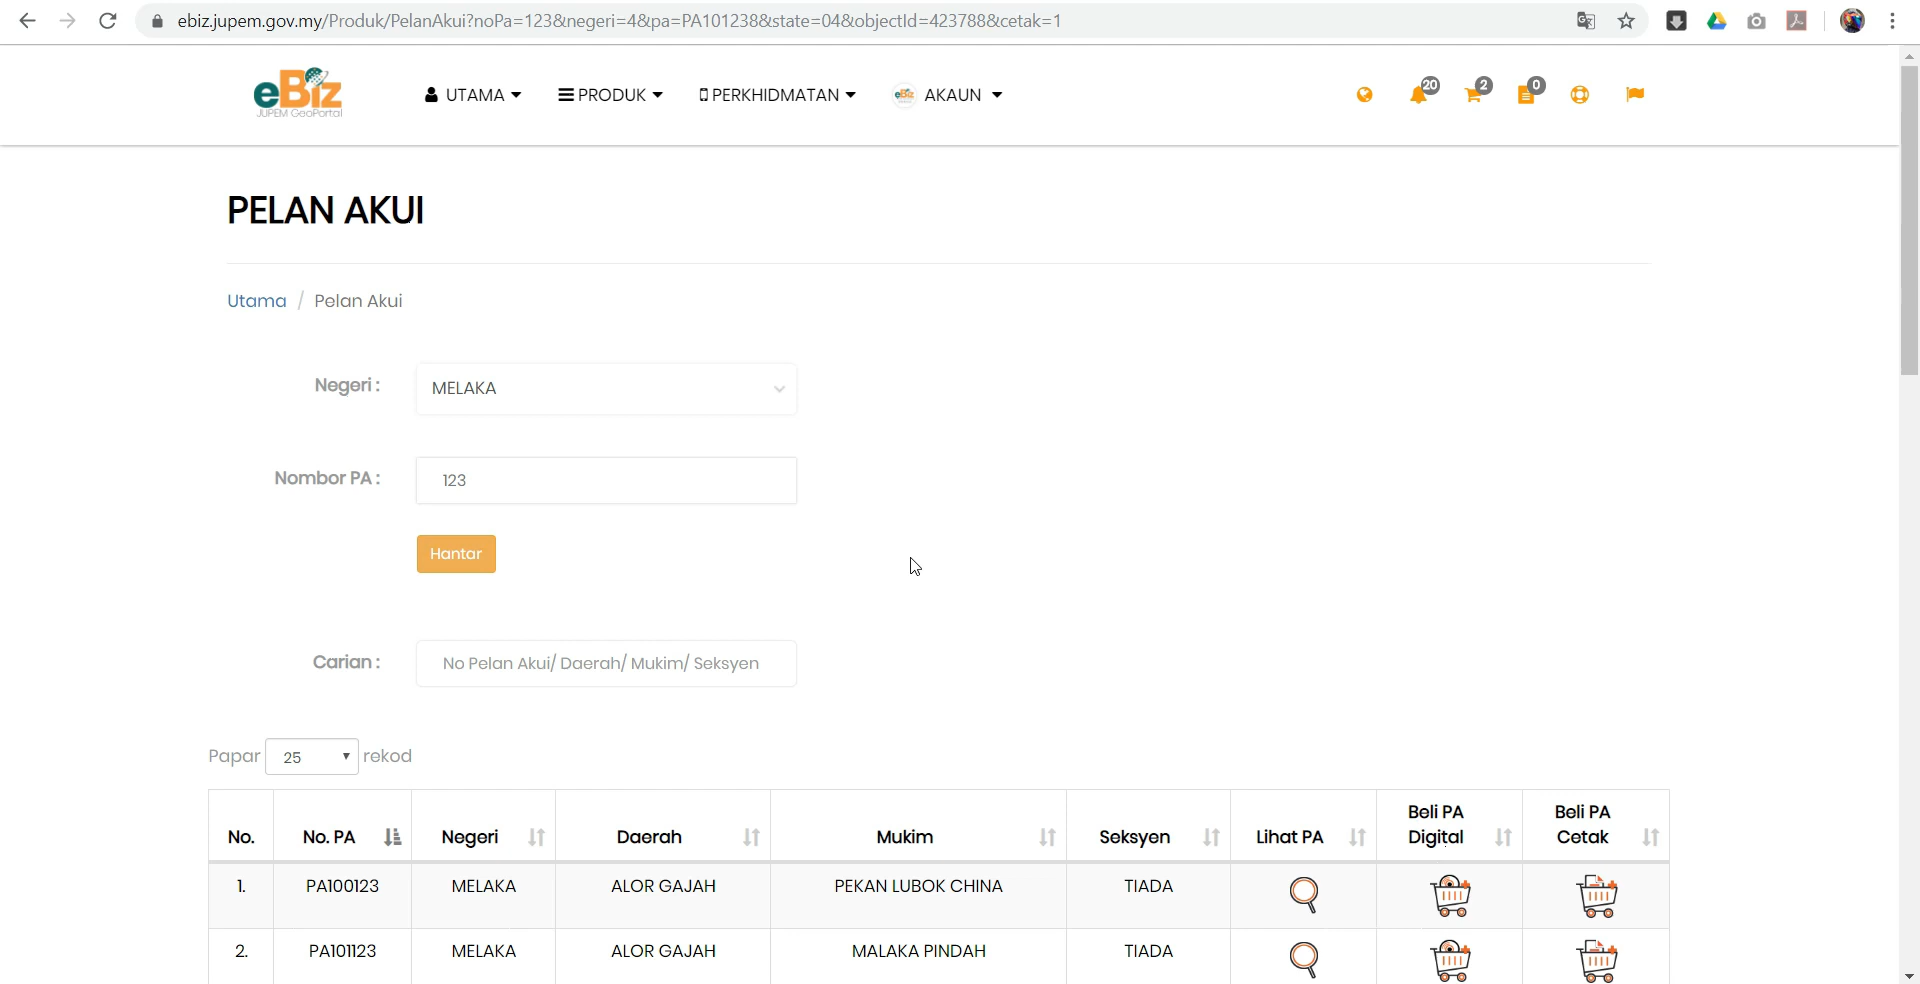 ebiz.jupem.gov.my/Produk/PelanAkui?noPa=123&negeri=4&pa=PA101238&state=04&objectId=423788&cetak=1
eBiz
JUPEM GeoPortal
UTAMA
PRODUK
PERKHIDMATAN
eBiz
AKAUN
20
2
0
PELAN AKUI
Utama / Pelan Akui
Negeri :
MELAKA
Nombor PA :
123
Hantar
Carian :
No Pelan Akui/ Daerah/ Mukim/ Seksyen
Papar 25 rekod
No. No. PA Negeri Daerah Mukim Seksyen Lihat PA Beli PA Digital Beli PA Cetak
1. PA100123 MELAKA ALOR GAJAH PEKAN LUBOK CHINA TIADA
2. PA101123 MELAKA ALOR GAJAH MALAKA PINDAH TIADA